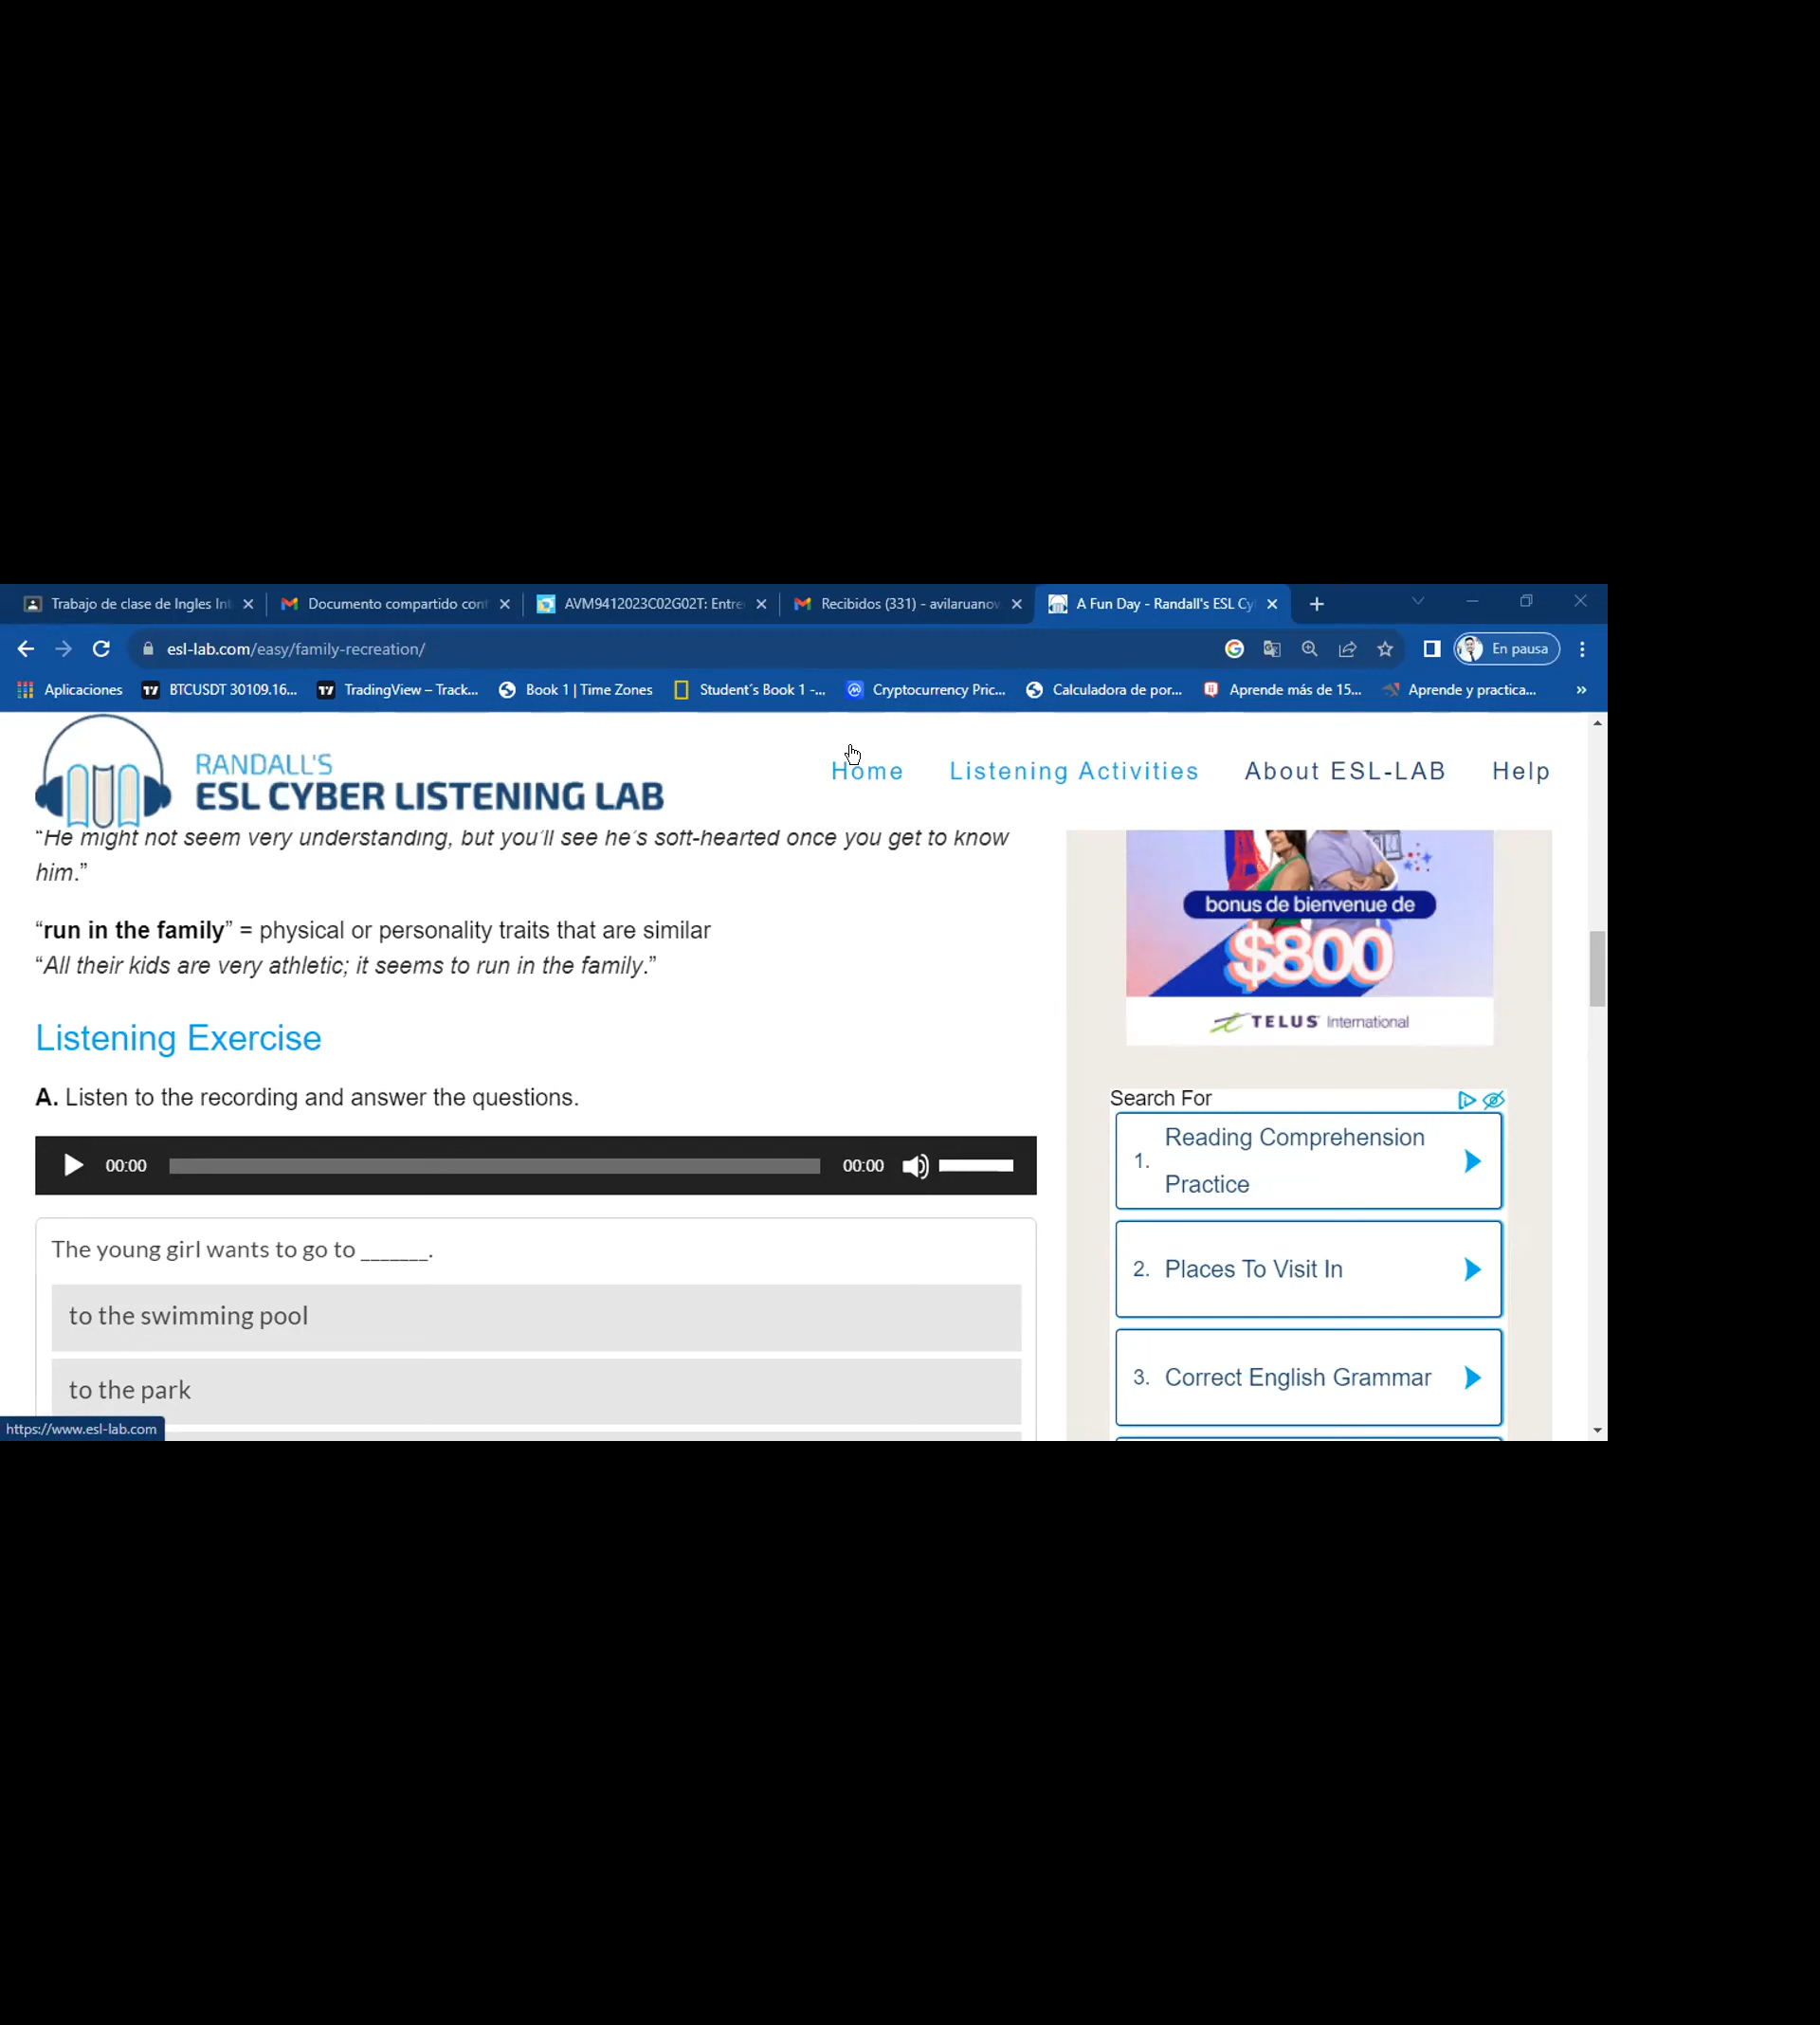 Trabajo de clase de Ingles Int
Documento compartido cont
AVM9412023C02G02T: Entre
Recibidos (331) - avilaruanov
A Fun Day - Randall's ESL Cy
esl-lab.com/easy/family-recreation/
En pausa
Aplicaciones
BTCUSDT 30109.16...
TradingView – Track...
Book 1 | Time Zones
Student´s Book 1 -...
Cryptocurrency Pric...
Calculadora de por...
Aprende más de 15...
Aprende y practica...
»
RANDALL'S
ESL CYBER LISTENING LAB
Home
Listening Activities
About ESL-LAB
Help
“He might not seem very understanding, but you’ll see he’s soft-hearted once you get to know
him.”
“run in the family” = physical or personality traits that are similar
“All their kids are very athletic; it seems to run in the family.”
Listening Exercise
A. Listen to the recording and answer the questions.
00:00
00:00
The young girl wants to go to ______.
to the swimming pool
to the park
https://www.esl-lab.com
bonus de bienvenue de
$800
TELUS International
Search For
1. Reading Comprehension
Practice
2. Places To Visit In
3. Correct English Grammar